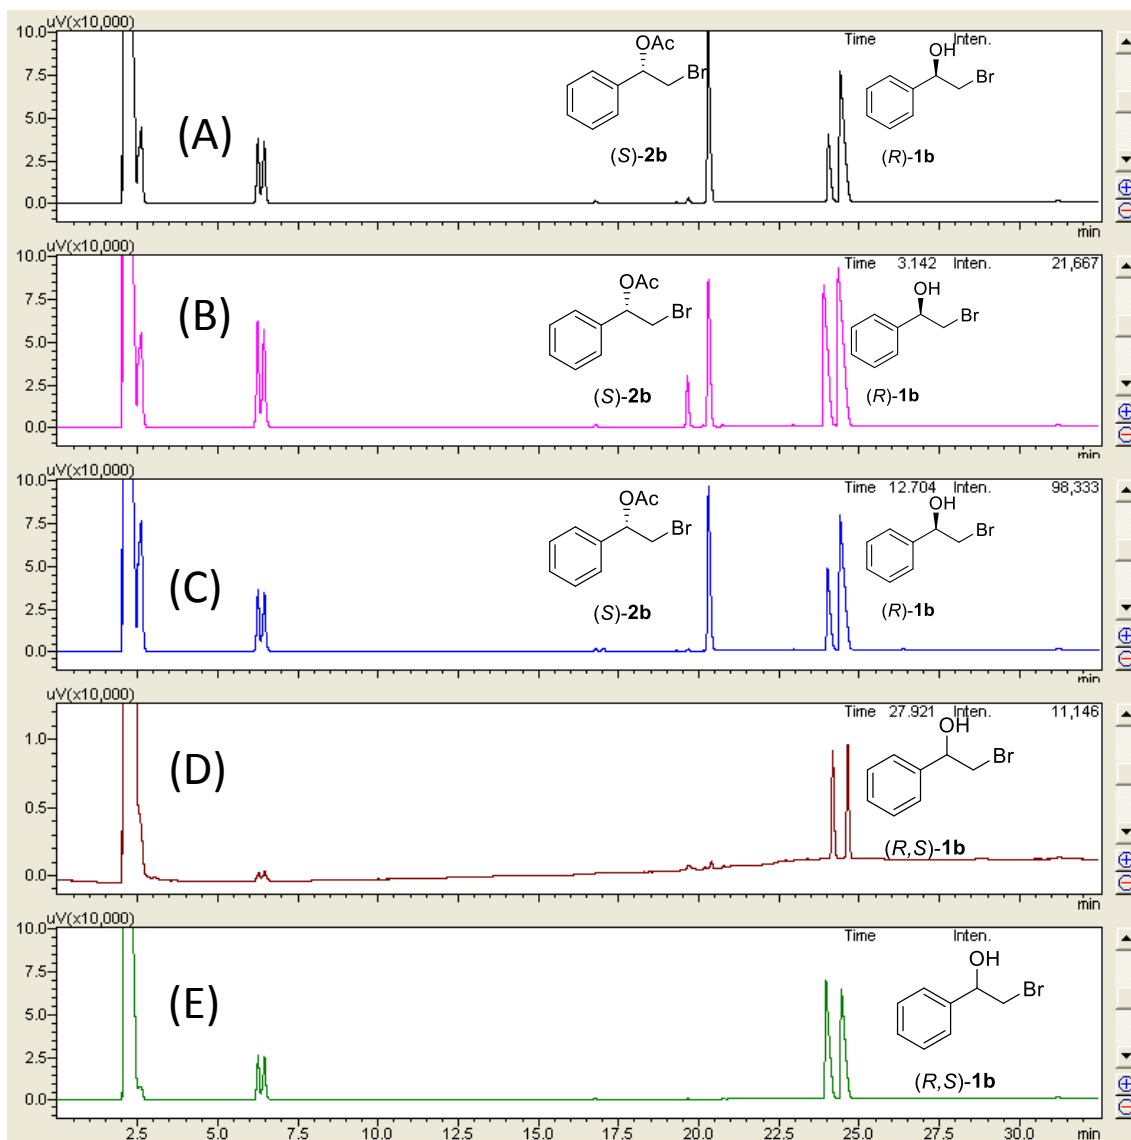 uV(x10,000)
10.0
7.5
5.0
2.5
0.0
(A)
OAc
Br
(S)-2b
Time Inten.
OH
Br
(R)-1b
min
uV(x10,000)
10.0
7.5
5.0
2.5
0.0
(B)
OAc
Br
(S)-2b
Time 3.142 Inten. 21,667
OH
Br
(R)-1b
min
uV(x10,000)
10.0
7.5
5.0
2.5
0.0
(C)
OAc
Br
(S)-2b
Time 12.704 Inten. 98,333
OH
Br
(R)-1b
min
uV(x10,000)
1.0
0.5
0.0
(D)
Time 27.921 Inten. 11,146
OH
Br
(R,S)-1b
min
uV(x10,000)
10.0
7.5
5.0
2.5
0.0
(E)
Time Inten.
OH
Br
(R,S)-1b
2.5 5.0 7.5 10.0 12.5 15.0 17.5 20.0 22.5 25.0 27.5 30.0 min